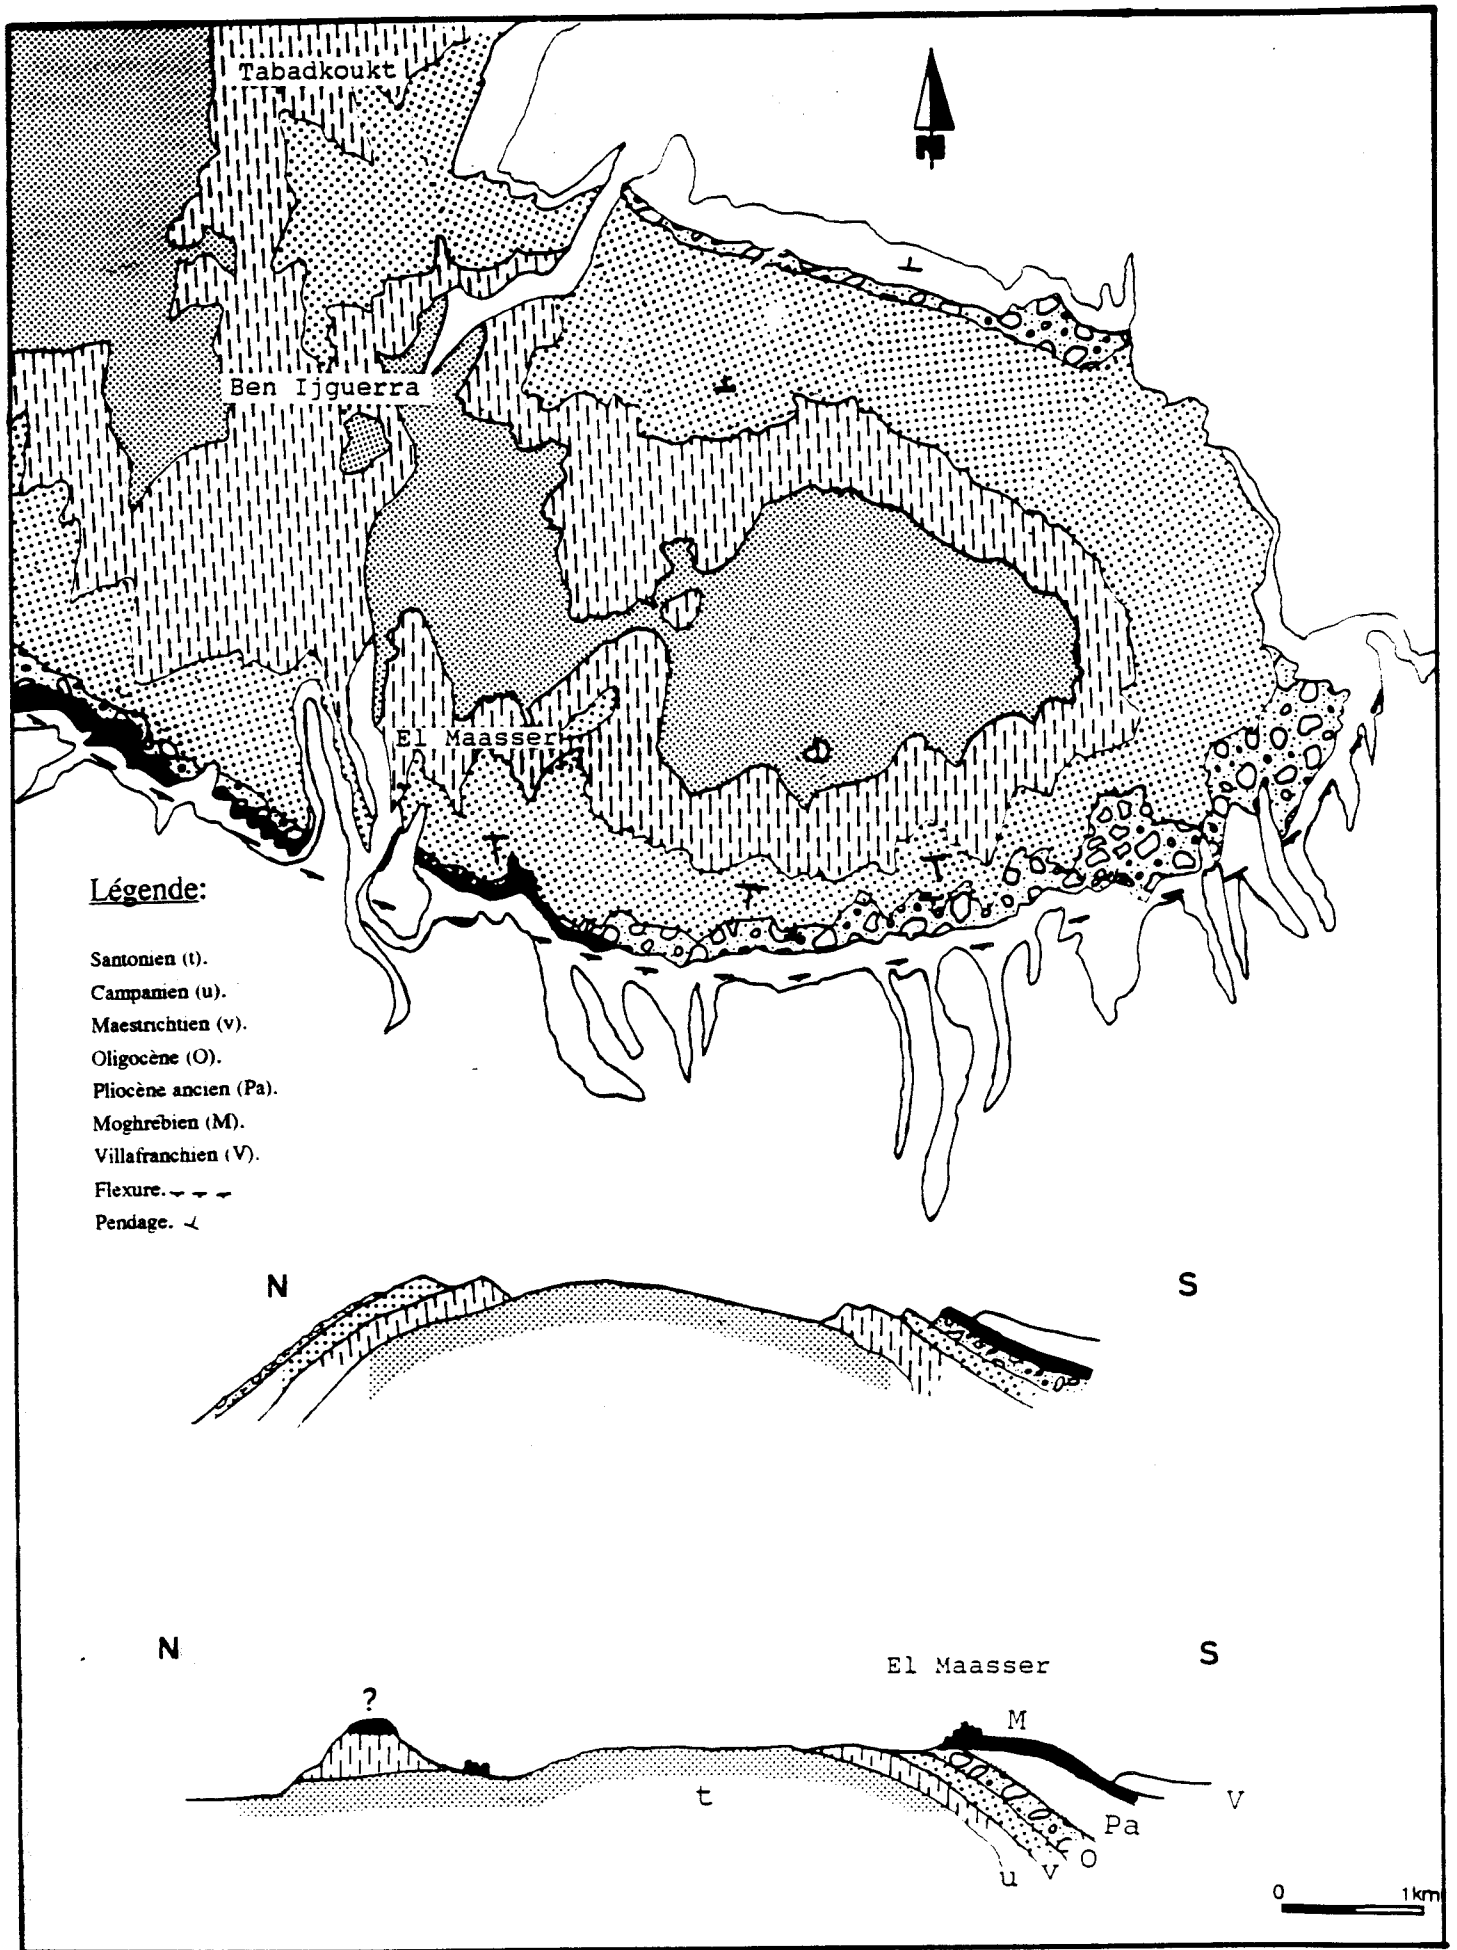 Tabadkoukt
N
Ben Ijguerra
El Maasser
Légende:
Santonien (t).
Campanien (u).
Maestrichtien (v).
Oligocène (O).
Pliocène ancien (Pa).
Moghrébien (M).
Villafranchien (V).
Flexure.
Pendage.
N S
N S
El Maasser
?
M
t
V
Pa
O
v
u
0 1km